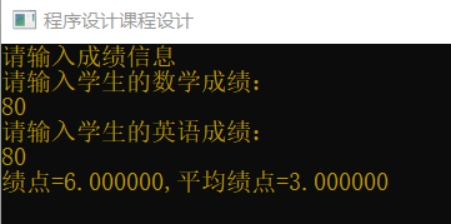 程序设计课程设计
请输入成绩信息
请输入学生的数学成绩：
80
请输入学生的英语成绩：
80
绩点=6.000000,平均绩点=3.000000